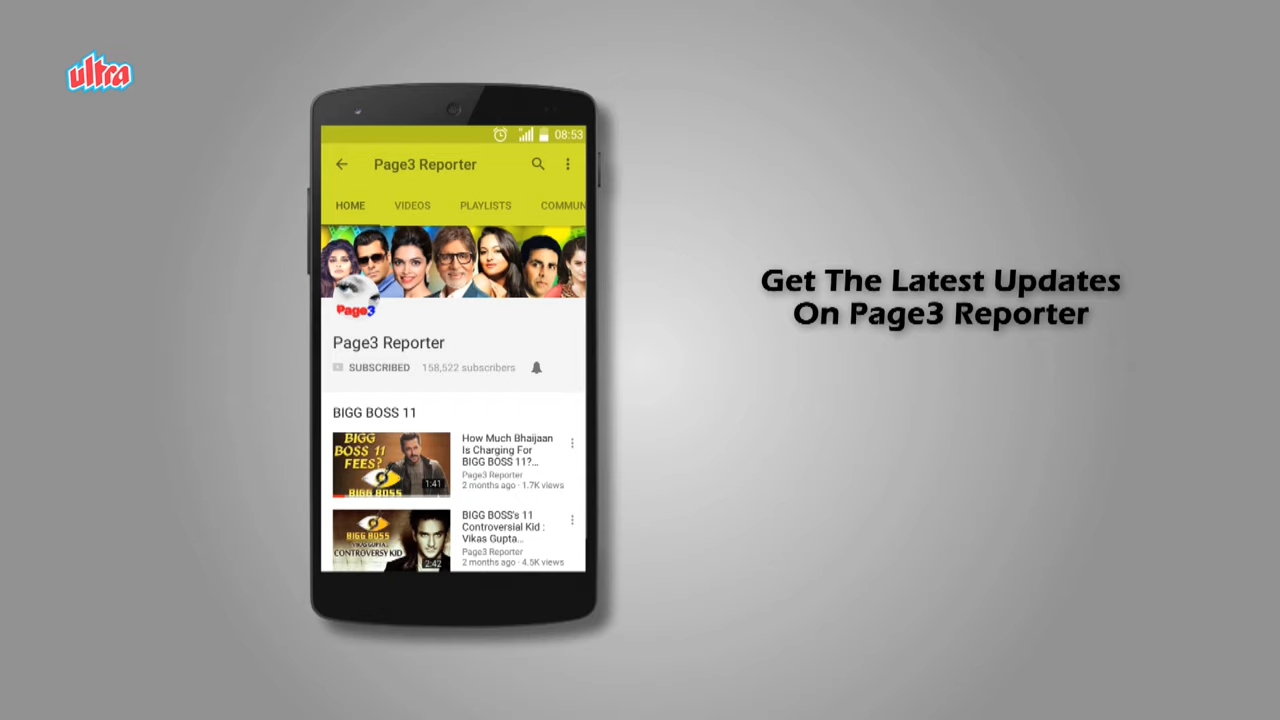 ultra
08:53
Page3 Reporter
HOME VIDEOS PLAYLISTS COMMUN
Page3
Page3 Reporter
SUBSCRIBED 158,522 subscribers
BIGG BOSS 11
BIGG
BOSS 11
FEES?
BIGG BOSS
1:41
How Much Bhaijaan
Is Charging For
BIGG BOSS 11?...
Page3 Reporter
2 months ago · 1.7K views
BIGG BOSS
VIKAS GUPTA
CONTROVERSY KID
2:42
BIGG BOSS's 11
Controversial Kid :
Vikas Gupta...
Page3 Reporter
2 months ago · 4.5K views
Get The Latest Updates
On Page3 Reporter